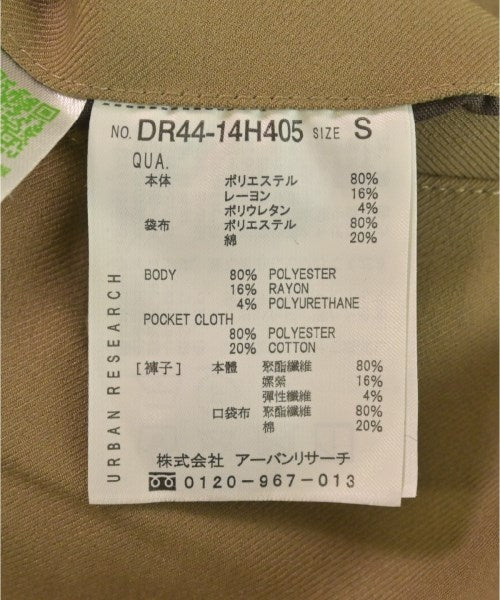 NO. DR44-14H405 SIZE S
QUA.
本体 ポリエステル 80%
レーヨン 16%
ポリウレタン 4%
袋布 ポリエステル 80%
綿 20%
BODY 80% POLYESTER
16% RAYON
4% POLYURETHANE
POCKET CLOTH
80% POLYESTER
20% COTTON
[褲子] 本體 聚酯纖維 80%
嫘縈 16%
彈性纖維 4%
口袋布 聚酯纖維 80%
棉 20%
株式会社 アーバンリサーチ
0120-967-013
URBAN RESEARCH